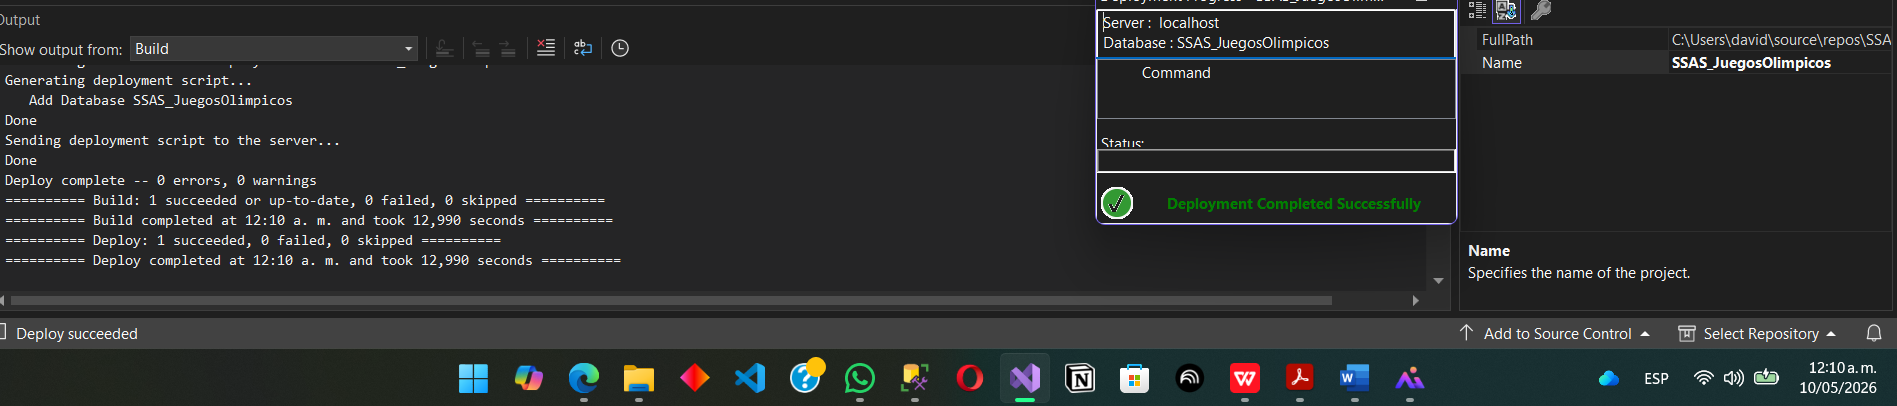 Output
Show output from: Build
Generating deployment script...
Add Database SSAS_JuegosOlimpicos
Done
Sending deployment script to the server...
Done
Deploy complete -- 0 errors, 0 warnings
========== Build: 1 succeeded or up-to-date, 0 failed, 0 skipped ==========
========== Build completed at 12:10 a. m. and took 12,990 seconds ==========
========== Deploy: 1 succeeded, 0 failed, 0 skipped ==========
========== Deploy completed at 12:10 a. m. and took 12,990 seconds ==========
Server : localhost
Database : SSAS_JuegosOlimpicos
Command
Status:
Deployment Completed Successfully
FullPath C:\Users\david\source\repos\SSA
Name SSAS_JuegosOlimpicos
Name
Specifies the name of the project.
Deploy succeeded
Add to Source Control
Select Repository
ESP
12:10 a. m.
10/05/2026